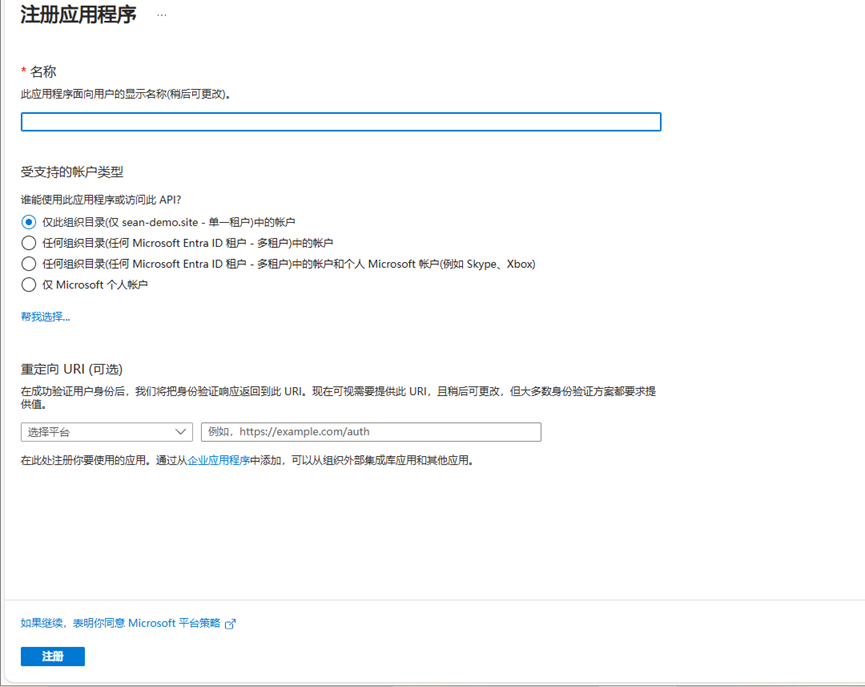 注册应用程序 ...
* 名称
此应用程序面向用户的显示名称(稍后可更改)。
受支持的帐户类型
谁能使用此应用程序或访问此 API?
仅此组织目录(仅 sean-demo.site - 单一租户)中的帐户
任何组织目录(任何 Microsoft Entra ID 租户 - 多租户)中的帐户
任何组织目录(任何 Microsoft Entra ID 租户 - 多租户)中的帐户和个人 Microsoft 帐户(例如 Skype、Xbox)
仅 Microsoft 个人帐户
帮我选择...
重定向 URI (可选)
在成功验证用户身份后，我们将把身份验证响应返回到此 URI。现在可视需要提供此 URI，且稍后可更改，但大多数身份验证方案都要求提
供值。
选择平台
例如，https://example.com/auth
在此处注册你要使用的应用。通过从企业应用程序中添加，可以从组织外部集成库应用和其他应用。
如果继续，表明你同意 Microsoft 平台策略
注册